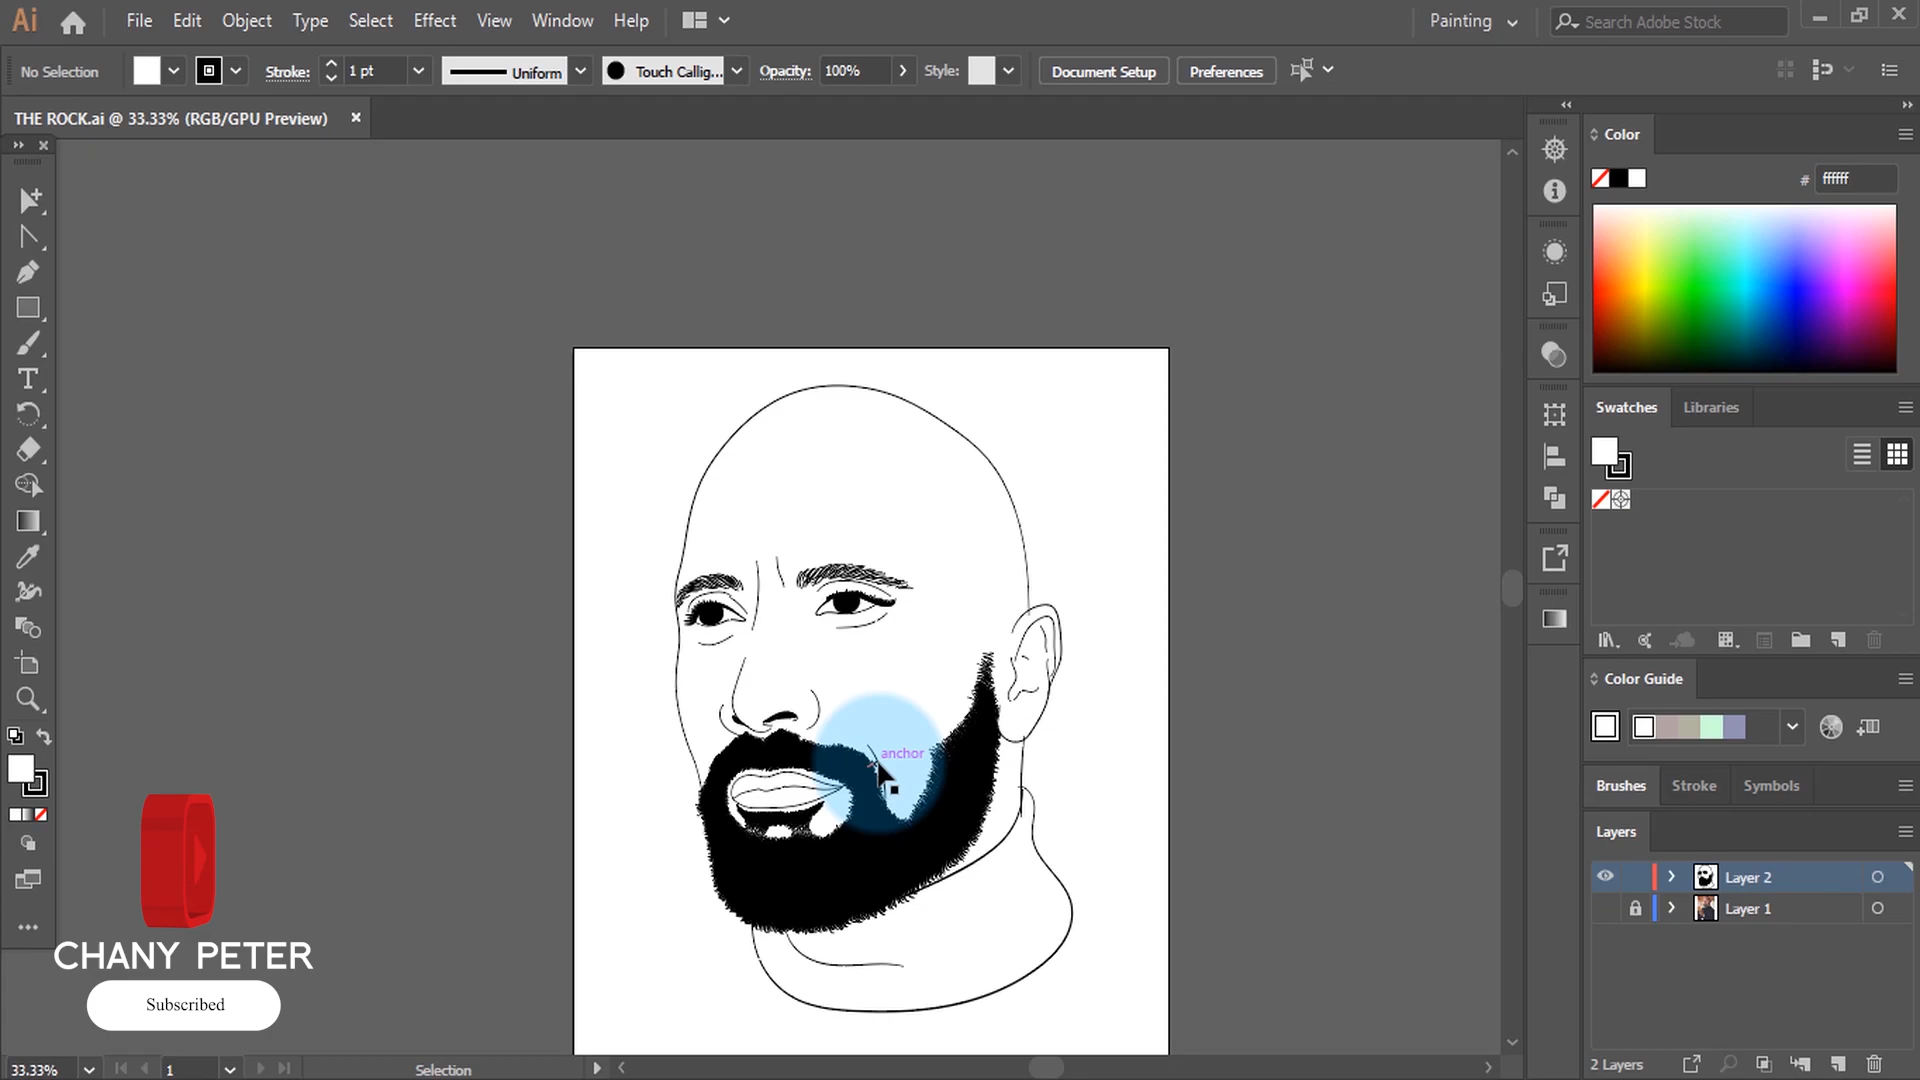 Ai File Edit Object Type Select Effect View Window Help Painting Search Adobe Stock
No Selection Stroke: 1 pt Uniform Touch Callig... Opacity: 100% Style: Document Setup Preferences
THE ROCK.ai @ 33.33% (RGB/GPU Preview)
Color
# ffffff
Swatches Libraries
Color Guide
anchor
Brushes Stroke Symbols
Layers
Layer 2
Layer 1
CHANY PETER
Subscribed
33.33% 1 Selection 2 Layers